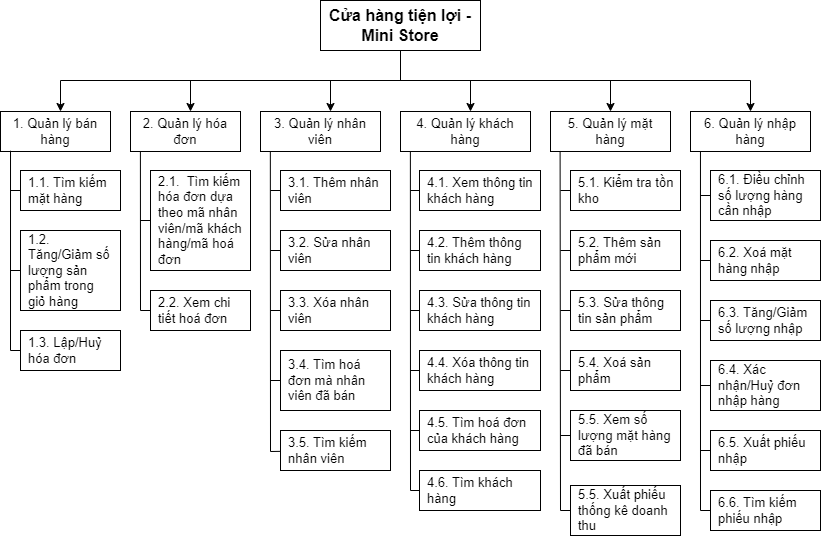 Cửa hàng tiện lợi -
Mini Store
1. Quản lý bán
hàng
2. Quản lý hóa
đơn
3. Quản lý nhân
viên
4. Quản lý khách
hàng
5. Quản lý mặt
hàng
6. Quản lý nhập
hàng
1.1. Tìm kiếm
mặt hàng
1.2.
Tăng/Giảm số
lượng sản
phẩm trong
giỏ hàng
1.3. Lập/Huỷ
hóa đơn
2.1. Tìm kiếm
hóa đơn dựa
theo mã nhân
viên/mã khách
hàng/mã hoá
đơn
2.2. Xem chi
tiết hoá đơn
3.1. Thêm nhân
viên
3.2. Sửa nhân
viên
3.3. Xóa nhân
viên
3.4. Tìm hoá
đơn mà nhân
viên đã bán
3.5. Tìm kiếm
nhân viên
4.1. Xem thông tin
khách hàng
4.2. Thêm thông
tin khách hàng
4.3. Sửa thông tin
khách hàng
4.4. Xóa thông tin
khách hàng
4.5. Tìm hoá đơn
của khách hàng
4.6. Tìm khách
hàng
5.1. Kiểm tra tồn
kho
5.2. Thêm sản
phẩm mới
5.3. Sửa thông
tin sản phẩm
5.4. Xoá sản
phẩm
5.5. Xem số
lượng mặt hàng
đã bán
5.5. Xuất phiếu
thống kê doanh
thu
6.1. Điều chỉnh
số lượng hàng
cần nhập
6.2. Xoá mặt
hàng nhập
6.3. Tăng/Giảm
số lượng nhập
6.4. Xác
nhận/Huỷ đơn
nhập hàng
6.5. Xuất phiếu
nhập
6.6. Tìm kiếm
phiếu nhập